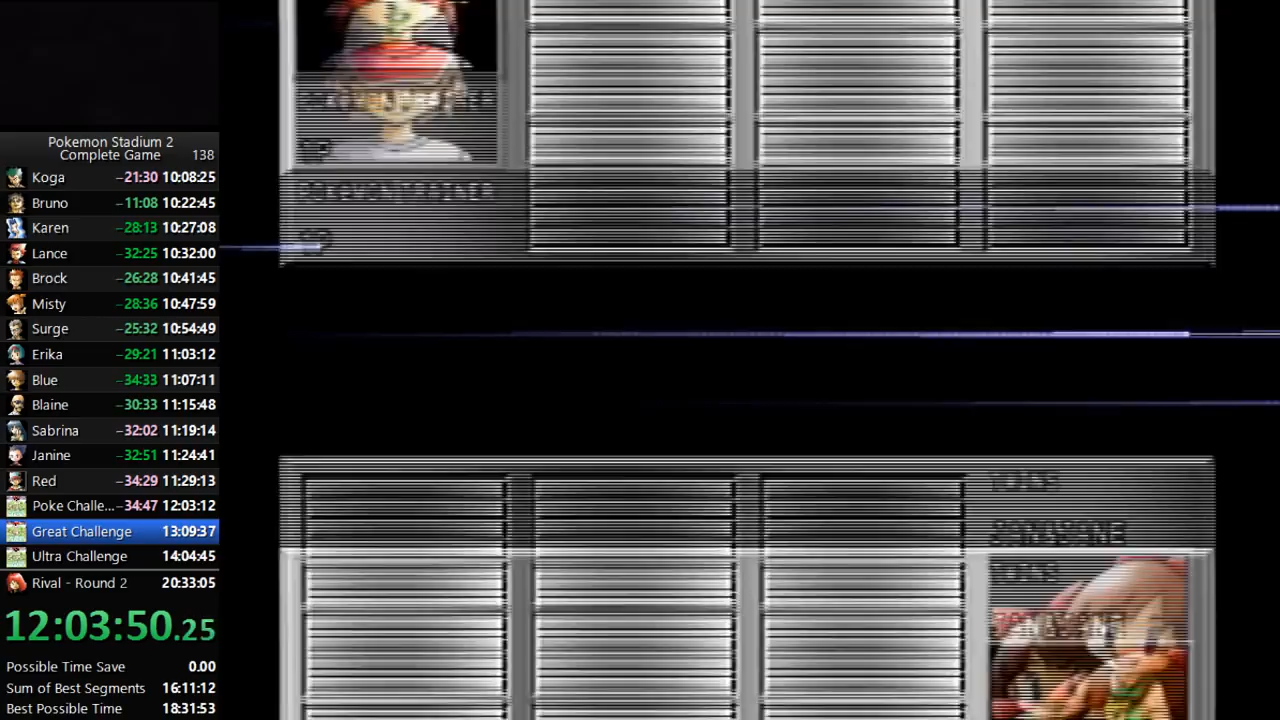 Pokemon Stadium 2
Complete Game 138
Koga −21:30 10:08:25
Bruno −11:08 10:22:45
Karen −28:13 10:27:08
Lance −32:25 10:32:00
Brock −26:28 10:41:45
Misty −28:36 10:47:59
Surge −25:32 10:54:49
Erika −29:21 11:03:12
Blue −34:33 11:07:11
Blaine −30:33 11:15:48
Sabrina −32:02 11:19:14
Janine −32:51 11:24:41
Red −34:29 11:29:13
Poke Challe... −34:47 12:03:12
Great Challenge 13:09:37
Ultra Challenge 14:04:45
Rival - Round 2 20:33:05
12:03:50.25
Possible Time Save 0.00
Sum of Best Segments 16:11:12
Best Possible Time 18:31:53